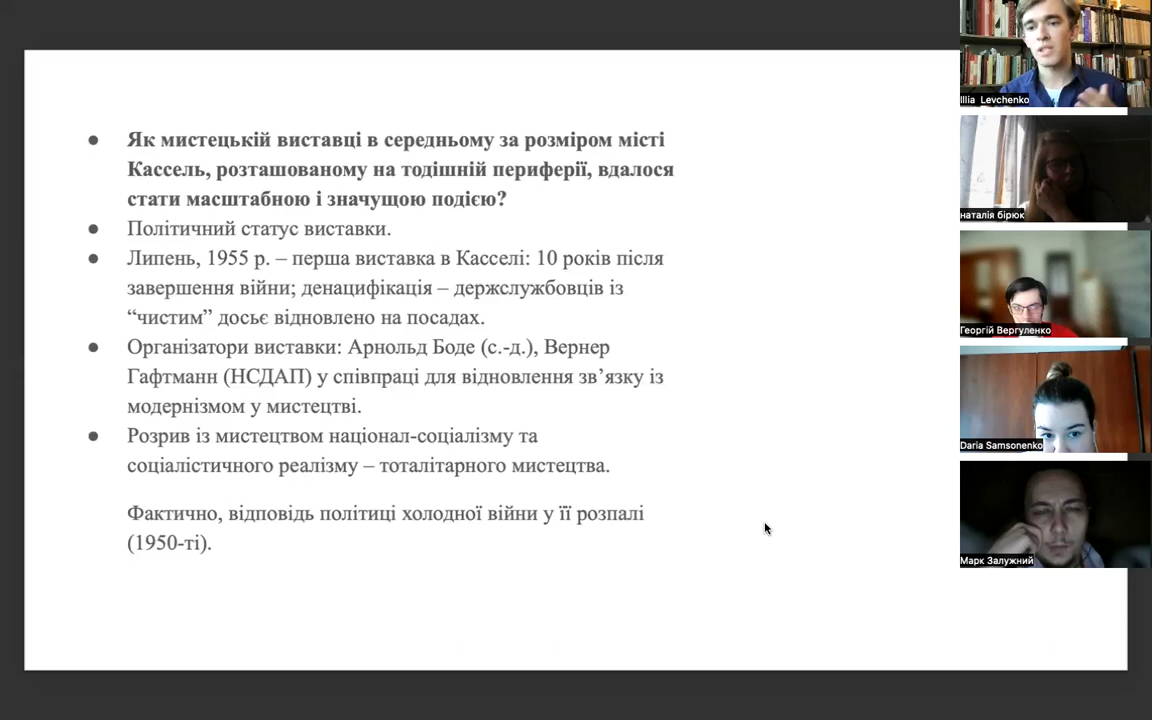 ● Як мистецькій виставці в середньому за розміром місті
Кассель, розташованому на тодішній периферії, вдалося
стати масштабною і значущою подією?
● Політичний статус виставки.
● Липень, 1955 р. – перша виставка в Касселі: 10 років після
завершення війни; денацифікація – держслужбовців із
“чистим” досьє відновлено на посадах.
● Організатори виставки: Арнольд Боде (с.-д.), Вернер
Гафтманн (НСДАП) у співпраці для відновлення зв’язку із
модернізмом у мистецтві.
● Розрив із мистецтвом націонал-соціалізму та
соціалістичного реалізму – тоталітарного мистецтва.
Фактично, відповідь політиці холодної війни у її розпалі
(1950-ті).
Illia Levchenko
наталія бірюк
Георгій Вергуленко
Daria Samsonenko
Марк Залужний